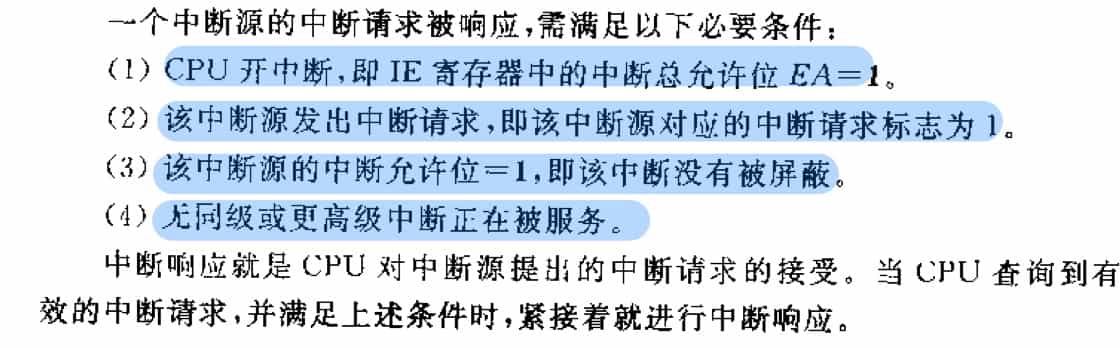 一个中断源的中断请求被响应,需满足以下必要条件:
(1) CPU 开中断,即 IE 寄存器中的中断总允许位 EA=1。
(2) 该中断源发出中断请求,即该中断源对应的中断请求标志为 1。
(3) 该中断源的中断允许位=1,即该中断没有被屏蔽。
(4) 无同级或更高级中断正在被服务。
中断响应就是 CPU 对中断源提出的中断请求的接受。当 CPU 查询到有
效的中断请求,并满足上述条件时,紧接着就进行中断响应。